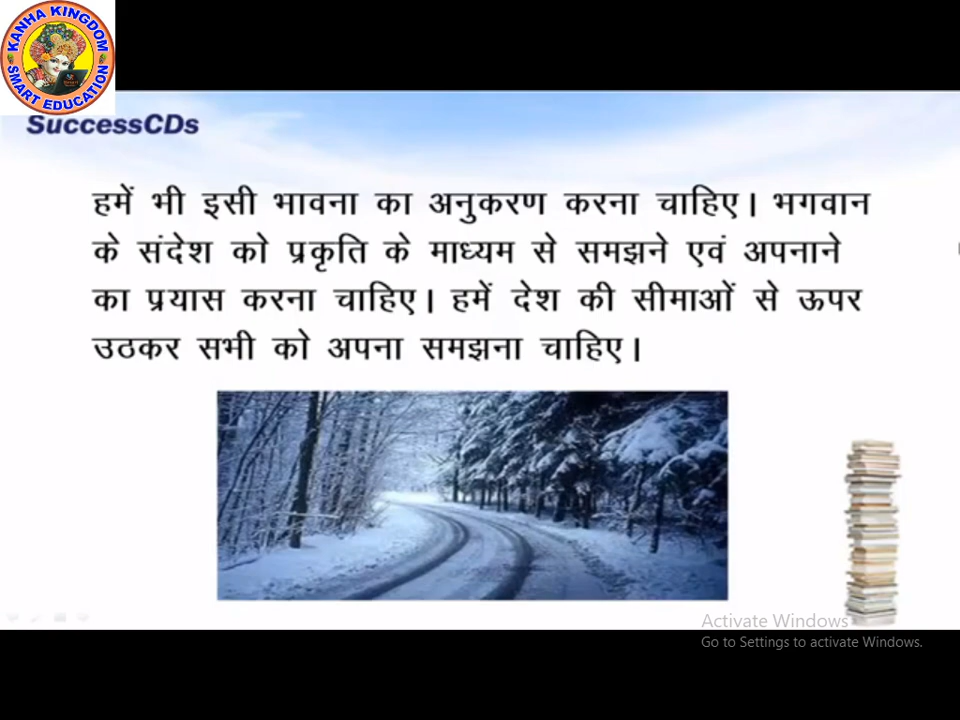 KANHA KINGDOM
SMART EDUCATION
SuccessCDs
हमें भी इसी भावना का अनुकरण करना चाहिए। भगवान
के संदेश को प्रकृति के माध्यम से समझने एवं अपनाने
का प्रयास करना चाहिए। हमें देश की सीमाओं से ऊपर
उठकर सभी को अपना समझना चाहिए।
Activate Windows
Go to Settings to activate Windows.